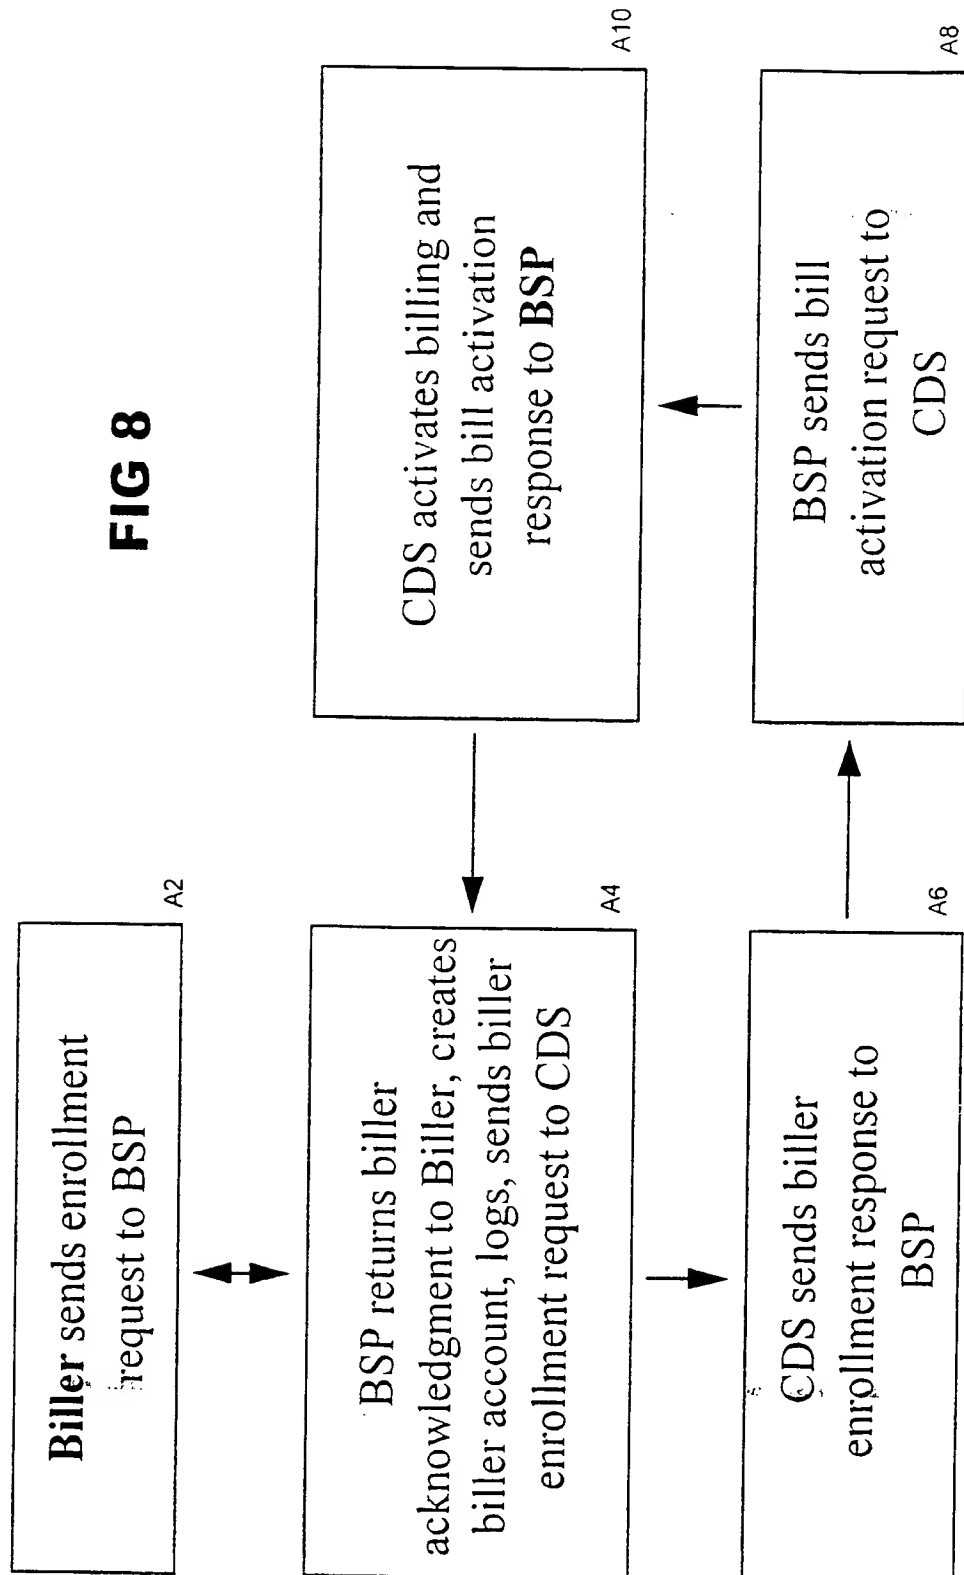 FIG 8
Biller sends enrollment
request to BSP
A2
BSP returns biller
acknowledgment to Biller, creates
biller account, logs, sends biller
enrollment request to CDS
A4
CDS sends biller
enrollment response to
BSP
A6
BSP sends bill
activation request to
CDS
A8
CDS activates billing and
sends bill activation
response to BSP
A10